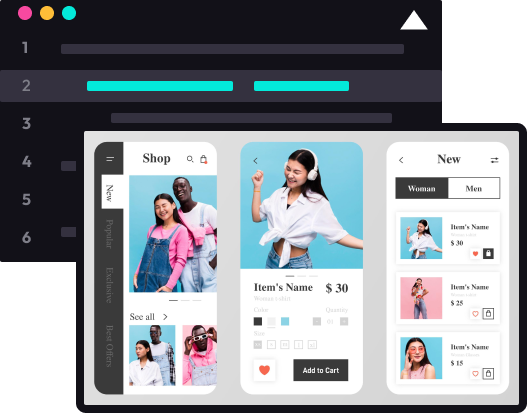 1
2
3
4
5
6
Shop
New
Popular
Exclusive
Best Offers
See all
Item's Name
$ 30
Woman t-shirt
Color
Quantity
Size
Add to Cart
New
Woman
Men
Item's Name
$ 30
Item's Name
$ 25
Item's Name
$ 15